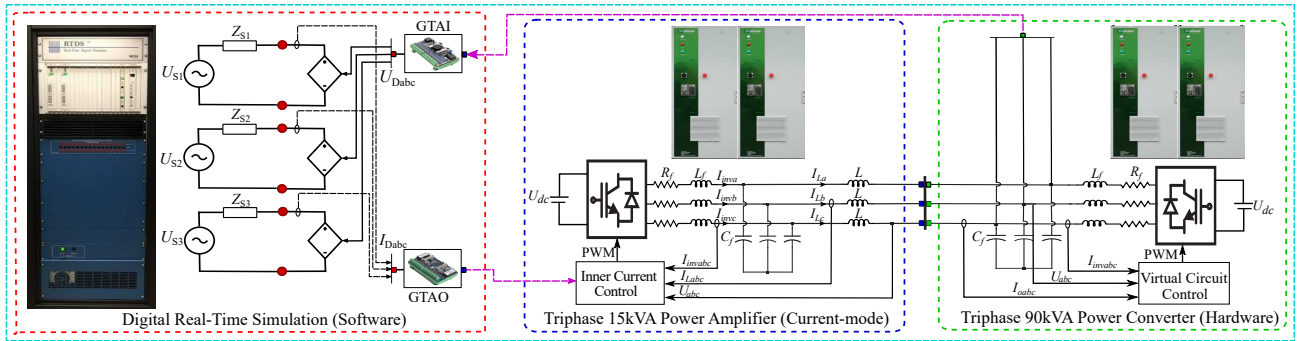 RTDS
Z_S1
U_S1
GTAI
U_Dabc
Z_S2
U_S2
Z_S3
U_S3
I_Dabc
GTAO
Digital Real-Time Simulation (Software)
U_dc
PWM
R_f
L_f
I_inva
I_invb
I_invc
I_La
I_Lb
I_Lc
L
L
L
C_f
I_invabc
I_Labc
U_abc
Inner Current
Control
Triphase 15kVA Power Amplifier (Current-mode)
L_f
R_f
U_dc
C_f
PWM
I_invabc
U_abc
I_oabc
Virtual Circuit
Control
Triphase 90kVA Power Converter (Hardware)